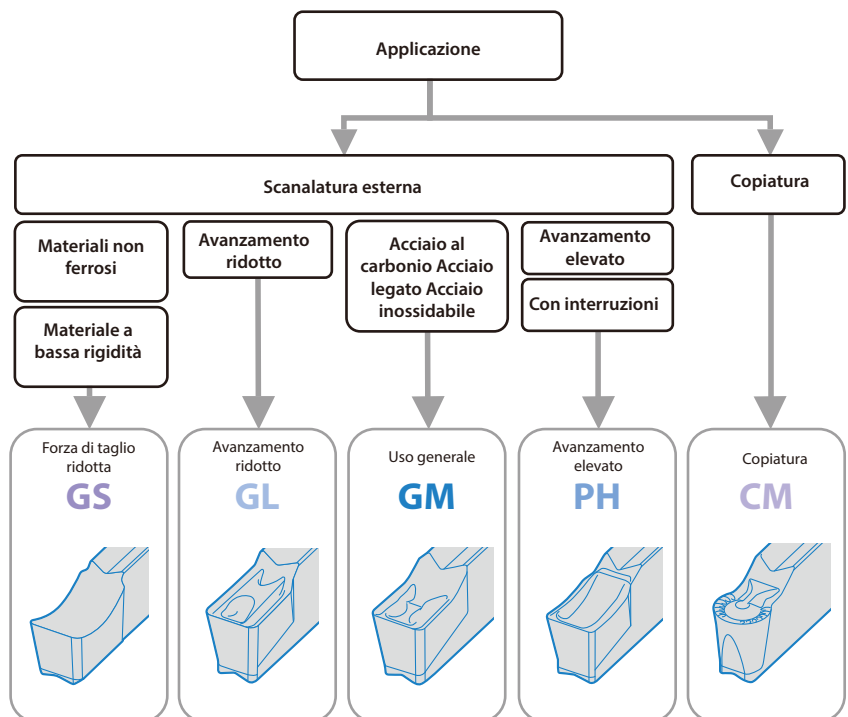 Applicazione
Scanalatura esterna
Copiatura
Materiali non
ferrosi
Avanzamento
ridotto
Acciaio al
carbonio Acciaio
legato Acciaio
inossidabile
Avanzamento
elevato
Con interruzioni
Materiale a
bassa rigidità
Forza di taglio
ridotta
GS
Avanzamento
ridotto
GL
Uso generale
GM
Avanzamento
elevato
PH
Copiatura
CM